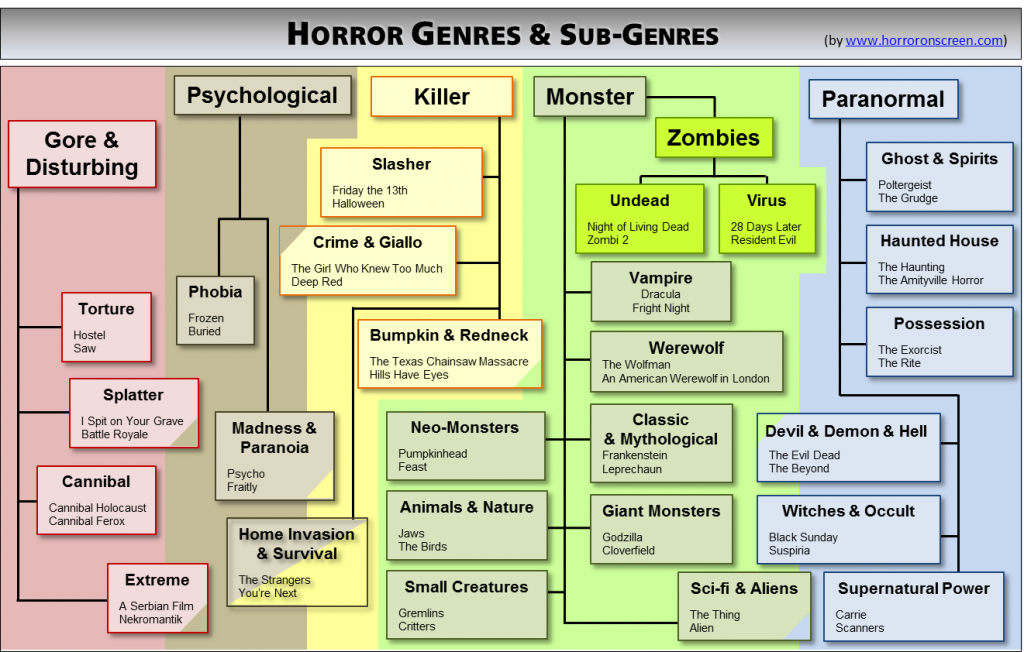 HORROR GENRES & SUB-GENRES
(by www.horroronscreen.com)
Gore &
Disturbing
Torture
Hostel
Saw
Splatter
I Spit on Your Grave
Battle Royale
Cannibal
Cannibal Holocaust
Cannibal Ferox
Extreme
A Serbian Film
Nekromantik
Psychological
Phobia
Frozen
Buried
Madness &
Paranoia
Psycho
Fraitly
Home Invasion
& Survival
The Strangers
You're Next
Killer
Slasher
Friday the 13th
Halloween
Crime & Giallo
The Girl Who Knew Too Much
Deep Red
Bumpkin & Redneck
The Texas Chainsaw Massacre
Hills Have Eyes
Monster
Zombies
Undead
Night of Living Dead
Zombi 2
Virus
28 Days Later
Resident Evil
Vampire
Dracula
Fright Night
Werewolf
The Wolfman
An American Werewolf in London
Neo-Monsters
Pumpkinhead
Feast
Classic
& Mythological
Frankenstein
Leprechaun
Animals & Nature
Jaws
The Birds
Giant Monsters
Godzilla
Cloverfield
Small Creatures
Gremlins
Critters
Sci-fi & Aliens
The Thing
Alien
Paranormal
Ghost & Spirits
Poltergeist
The Grudge
Haunted House
The Haunting
The Amityville Horror
Possession
The Exorcist
The Rite
Devil & Demon & Hell
The Evil Dead
The Beyond
Witches & Occult
Black Sunday
Suspiria
Supernatural Power
Carrie
Scanners